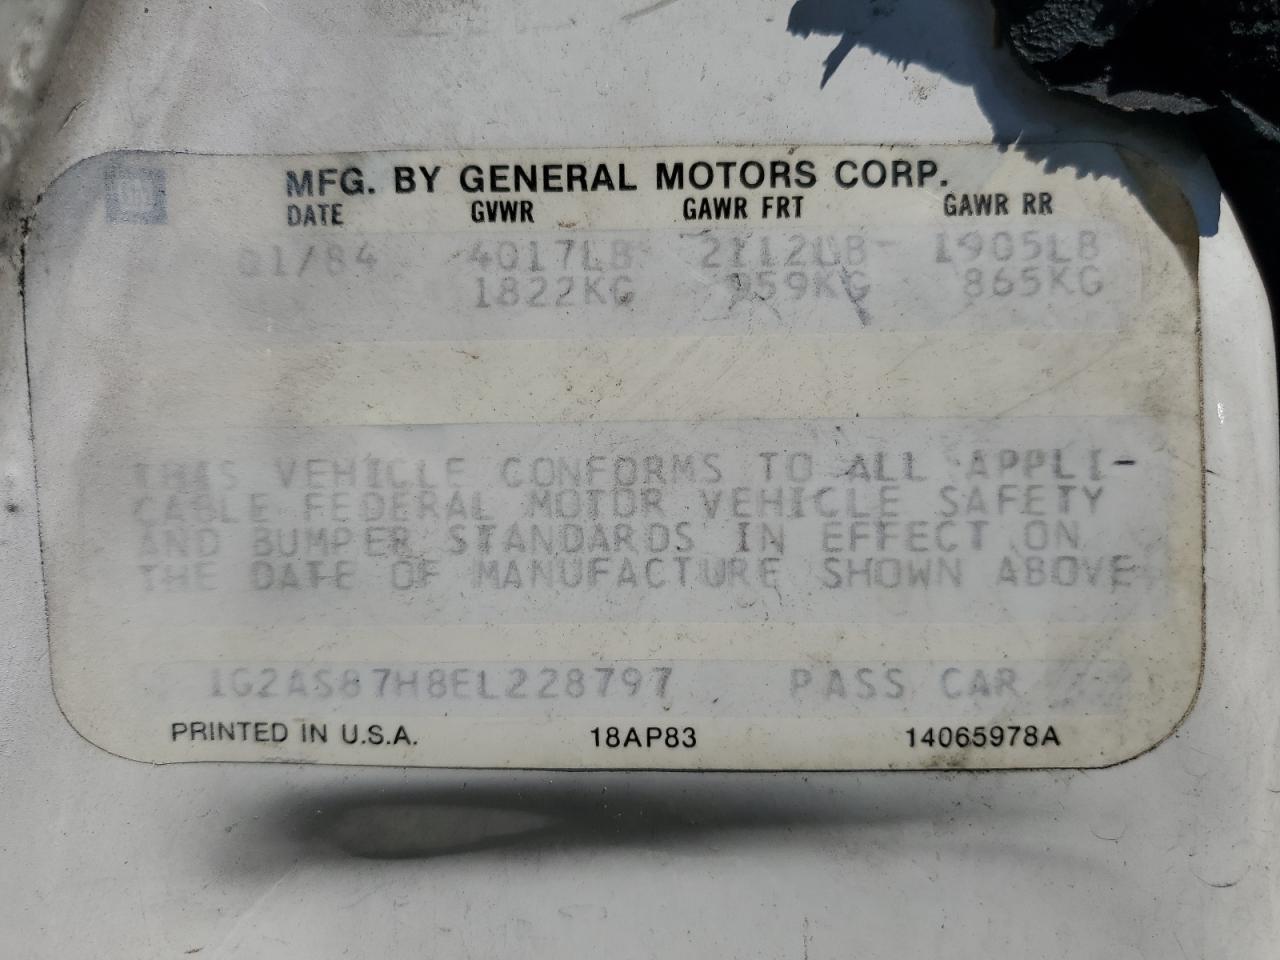 GM
MFG. BY GENERAL MOTORS CORP.
DATE GVWR GAWR FRT GAWR RR
01/84 4017LB 2112LB 1905LB
1822KG 959KG 865KG
THIS VEHICLE CONFORMS TO ALL APPLI-
CABLE FEDERAL MOTOR VEHICLE SAFETY
AND BUMPER STANDARDS IN EFFECT ON
THE DATE OF MANUFACTURE SHOWN ABOVE
1G2AS87H8EL228797 PASS CAR
PRINTED IN U.S.A. 18AP83 14065978A